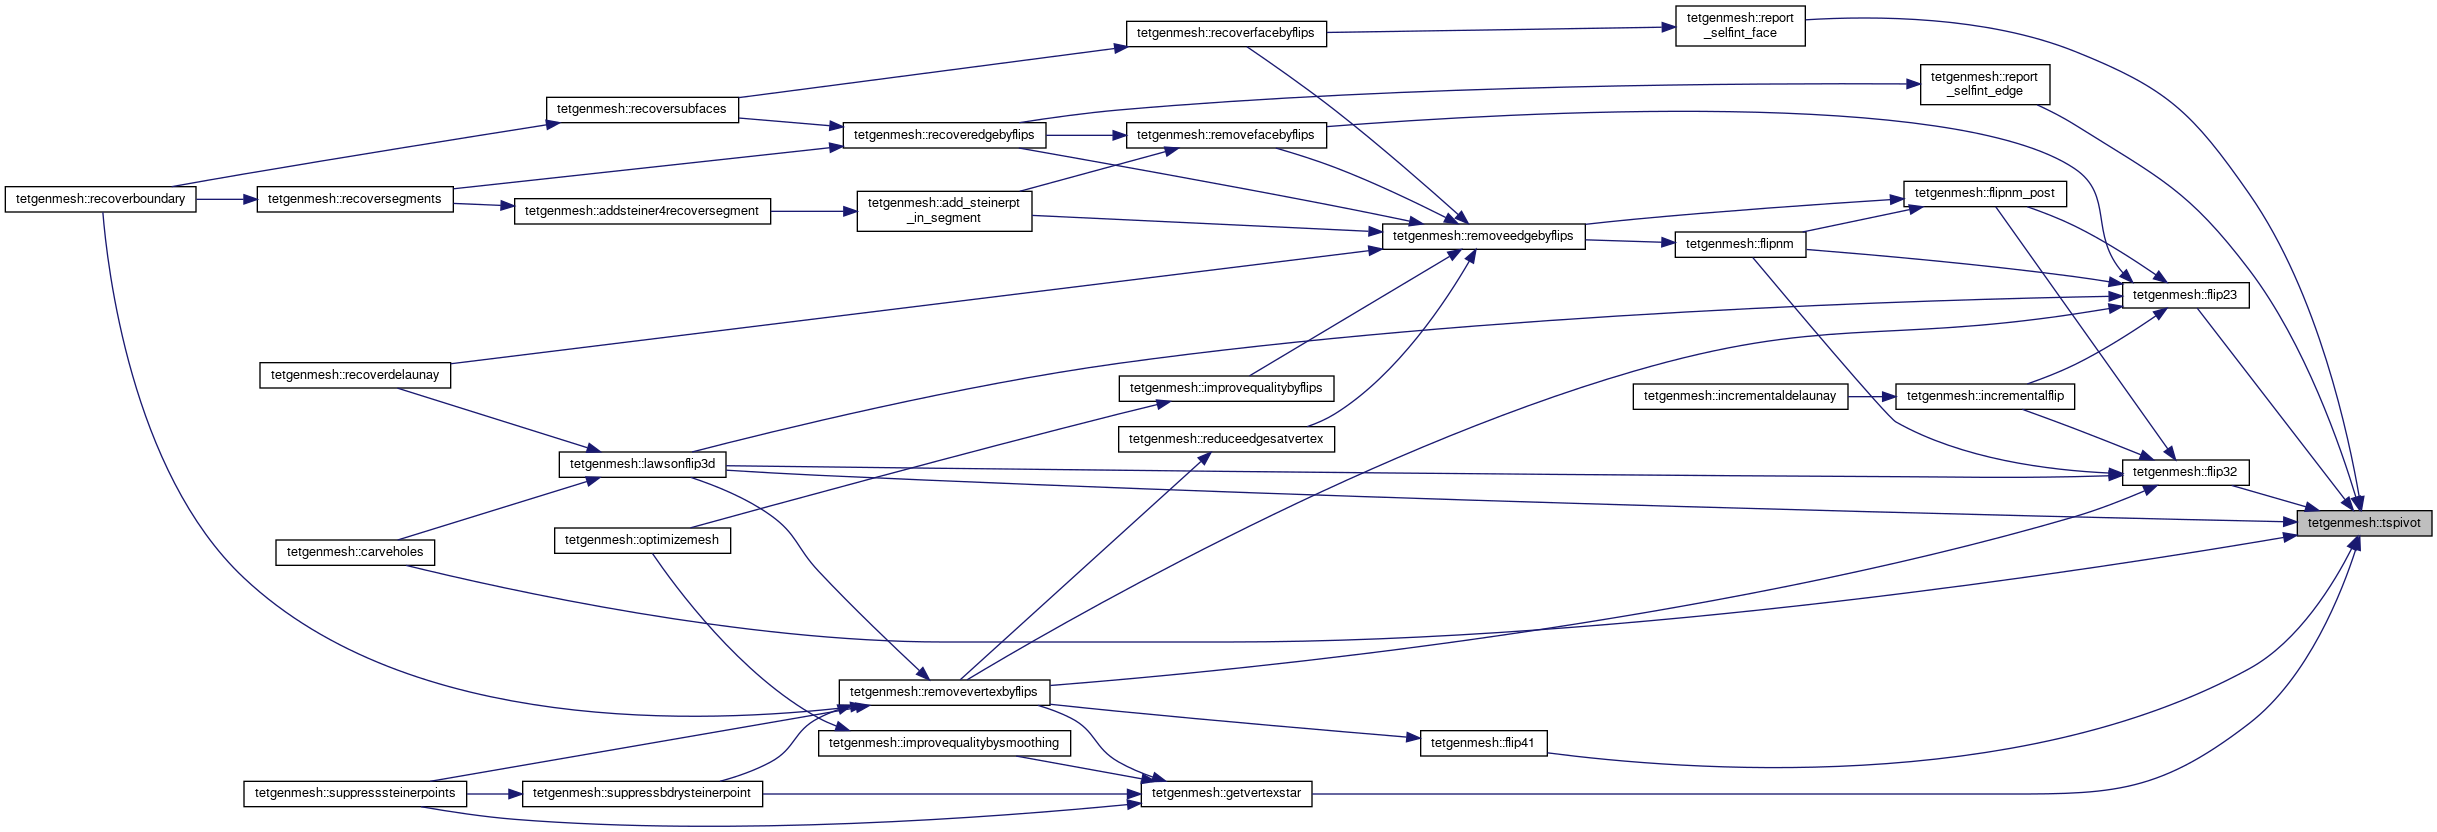 tetgenmesh::report
_selfint_face
tetgenmesh::recoverfacebyflips
tetgenmesh::report
_selfint_edge
tetgenmesh::recoversubfaces
tetgenmesh::recoveredgebyflips
tetgenmesh::removefacebyflips
tetgenmesh::flipnm_post
tetgenmesh::recoverboundary
tetgenmesh::recoversegments
tetgenmesh::addsteiner4recoversegment
tetgenmesh::add_steinerpt
_in_segment
tetgenmesh::removeedgebyflips
tetgenmesh::flipnm
tetgenmesh::flip23
tetgenmesh::recoverdelaunay
tetgenmesh::improvequalitybyflips
tetgenmesh::incrementaldelaunay
tetgenmesh::incrementalflip
tetgenmesh::reduceedgesatvertex
tetgenmesh::lawsonflip3d
tetgenmesh::flip32
tetgenmesh::tspivot
tetgenmesh::carveholes
tetgenmesh::optimizemesh
tetgenmesh::removevertexbyflips
tetgenmesh::improvequalitybysmoothing
tetgenmesh::flip41
tetgenmesh::suppresssteinerpoints
tetgenmesh::suppressbdrysteinerpoint
tetgenmesh::getvertexstar